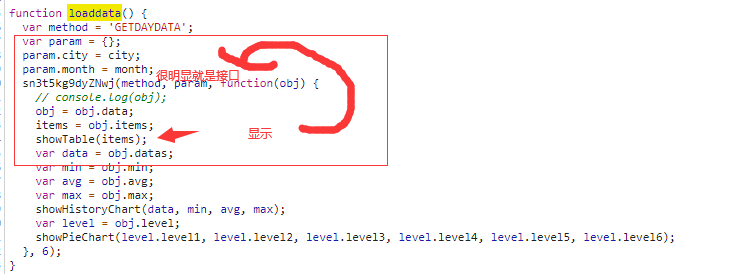 function loaddata() {
var method = 'GETDAYDATA';
var param = {};
param.city = city;
param.month = month;
很明显就是接口
sn3t5kg9dyZNwj(method, param, function(obj) {
// console.log(obj);
obj = obj.data;
items = obj.items;
showTable(items);
显示
var data = obj.datas;
var min = obj.min;
var avg = obj.avg;
var max = obj.max;
showHistoryChart(data, min, avg, max);
var level = obj.level;
showPieChart(level.level1, level.level2, level.level3, level.level4, level.level5, level.level6);
}, 6);
}